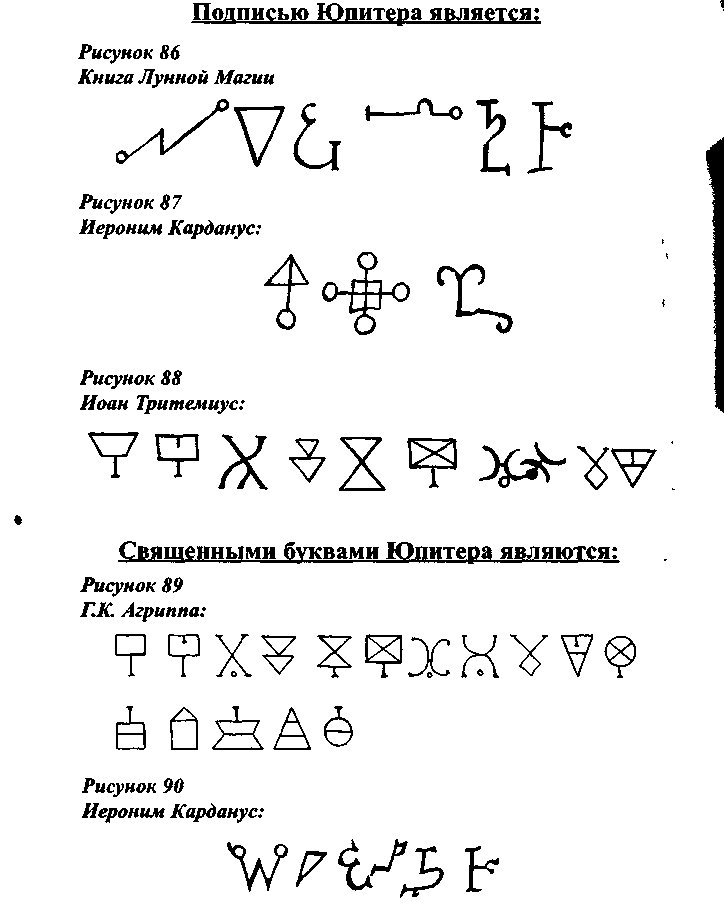 Подписью Юпитера является:
Рисунок 86
Книга Лунной Магии
Рисунок 87
Иероним Карданус:
Рисунок 88
Иоан Тритемиус:
Священными буквами Юпитера являются:
Рисунок 89
Г.К. Агриппа:
Рисунок 90
Иероним Карданус: